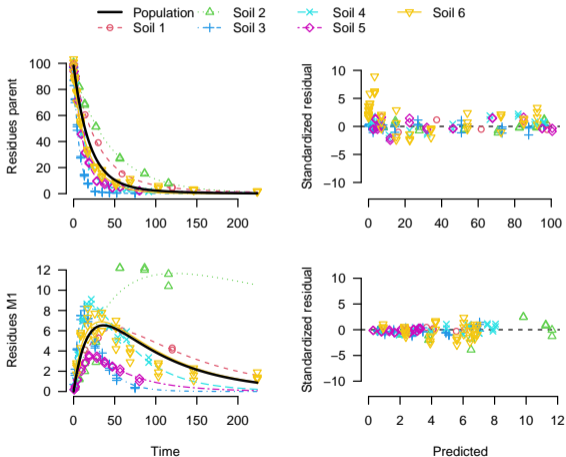 Population Soil 2 Soil 4 Soil 6
Soil 1 Soil 3 Soil 5
Residues parent
100
80
60
40
20
0
0 50 100 150 200
Standardized residual
10
5
0
−5
−10
0 20 40 60 80 100
Residues M1
12
10
8
6
4
2
0
0 50 100 150 200
Time
Standardized residual
10
5
0
−5
−10
0 2 4 6 8 10 12
Predicted